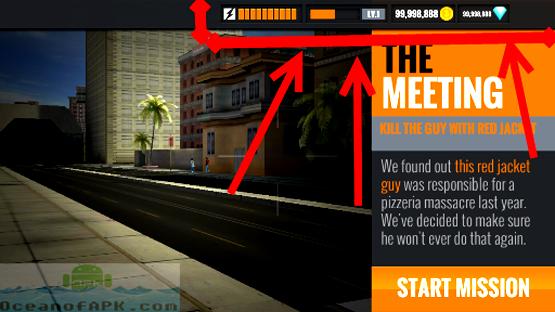 LV.1
99,998,888
99,998,888
THE
MEETING
KILL THE GUY WITH RED JACKET
We found out this red jacket
guy was responsible for a
pizzeria massacre last year.
We've decided to make sure
he won't ever do that again.
START MISSION
OceanofAPK.com